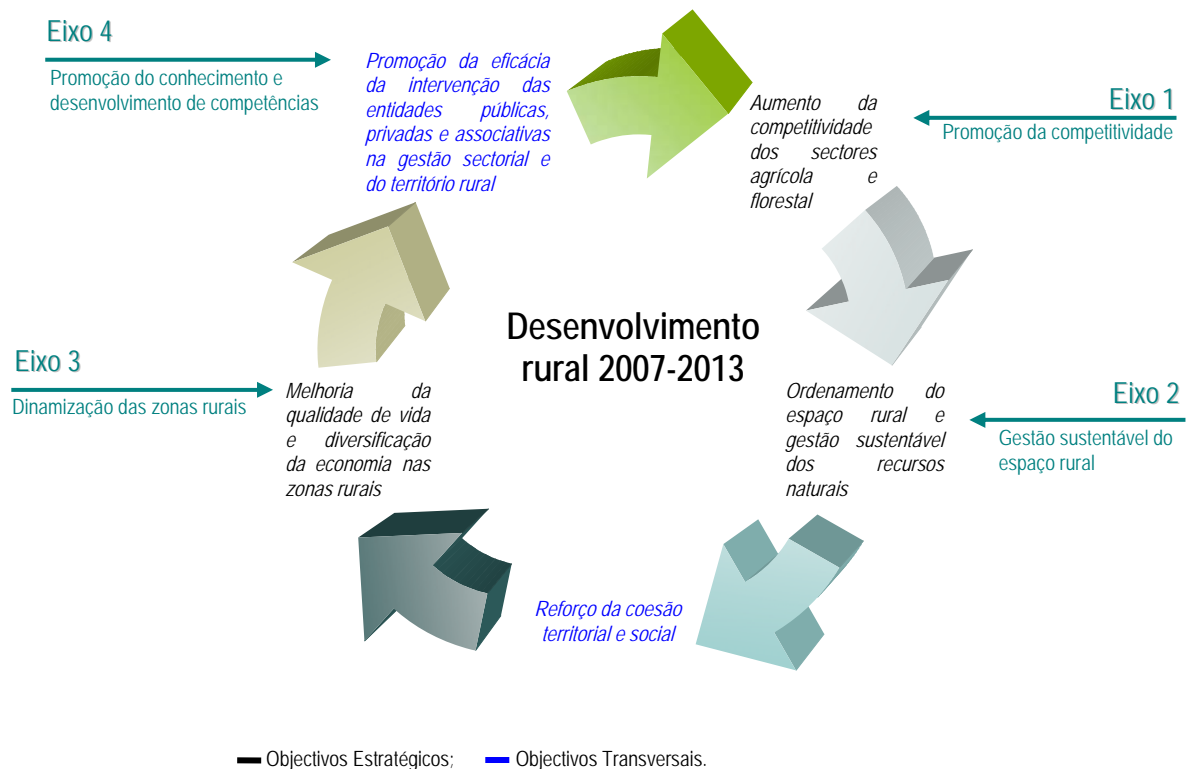 Eixo 4
Promoção do conhecimento e
desenvolvimento de competências
Promoção da eficácia
da intervenção das
entidades públicas,
privadas e associativas
na gestão sectorial e
do território rural
Aumento da
competitividade
dos sectores
agrícola e
florestal
Eixo 1
Promoção da competitividade
Desenvolvimento
rural 2007-2013
Eixo 3
Dinamização das zonas rurais
Melhoria da
qualidade de vida
e diversificação
da economia nas
zonas rurais
Ordenamento do
espaço rural e
gestão sustentável
dos recursos
naturais
Eixo 2
Gestão sustentável do
espaço rural
Reforço da coesão
territorial e social
Objectivos Estratégicos; Objectivos Transversais.